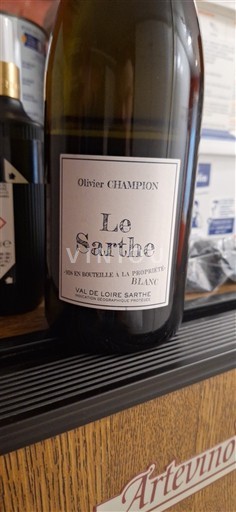 Olivier CHAMPION
Le
Sarthe
MIS EN BOUTEILLE A LA PROPRIÉTÉ
BLANC
VAL DE LOIRE SARTHE
INDICATION GÉOGRAPHIQUE PROTÉGÉE
Artevino